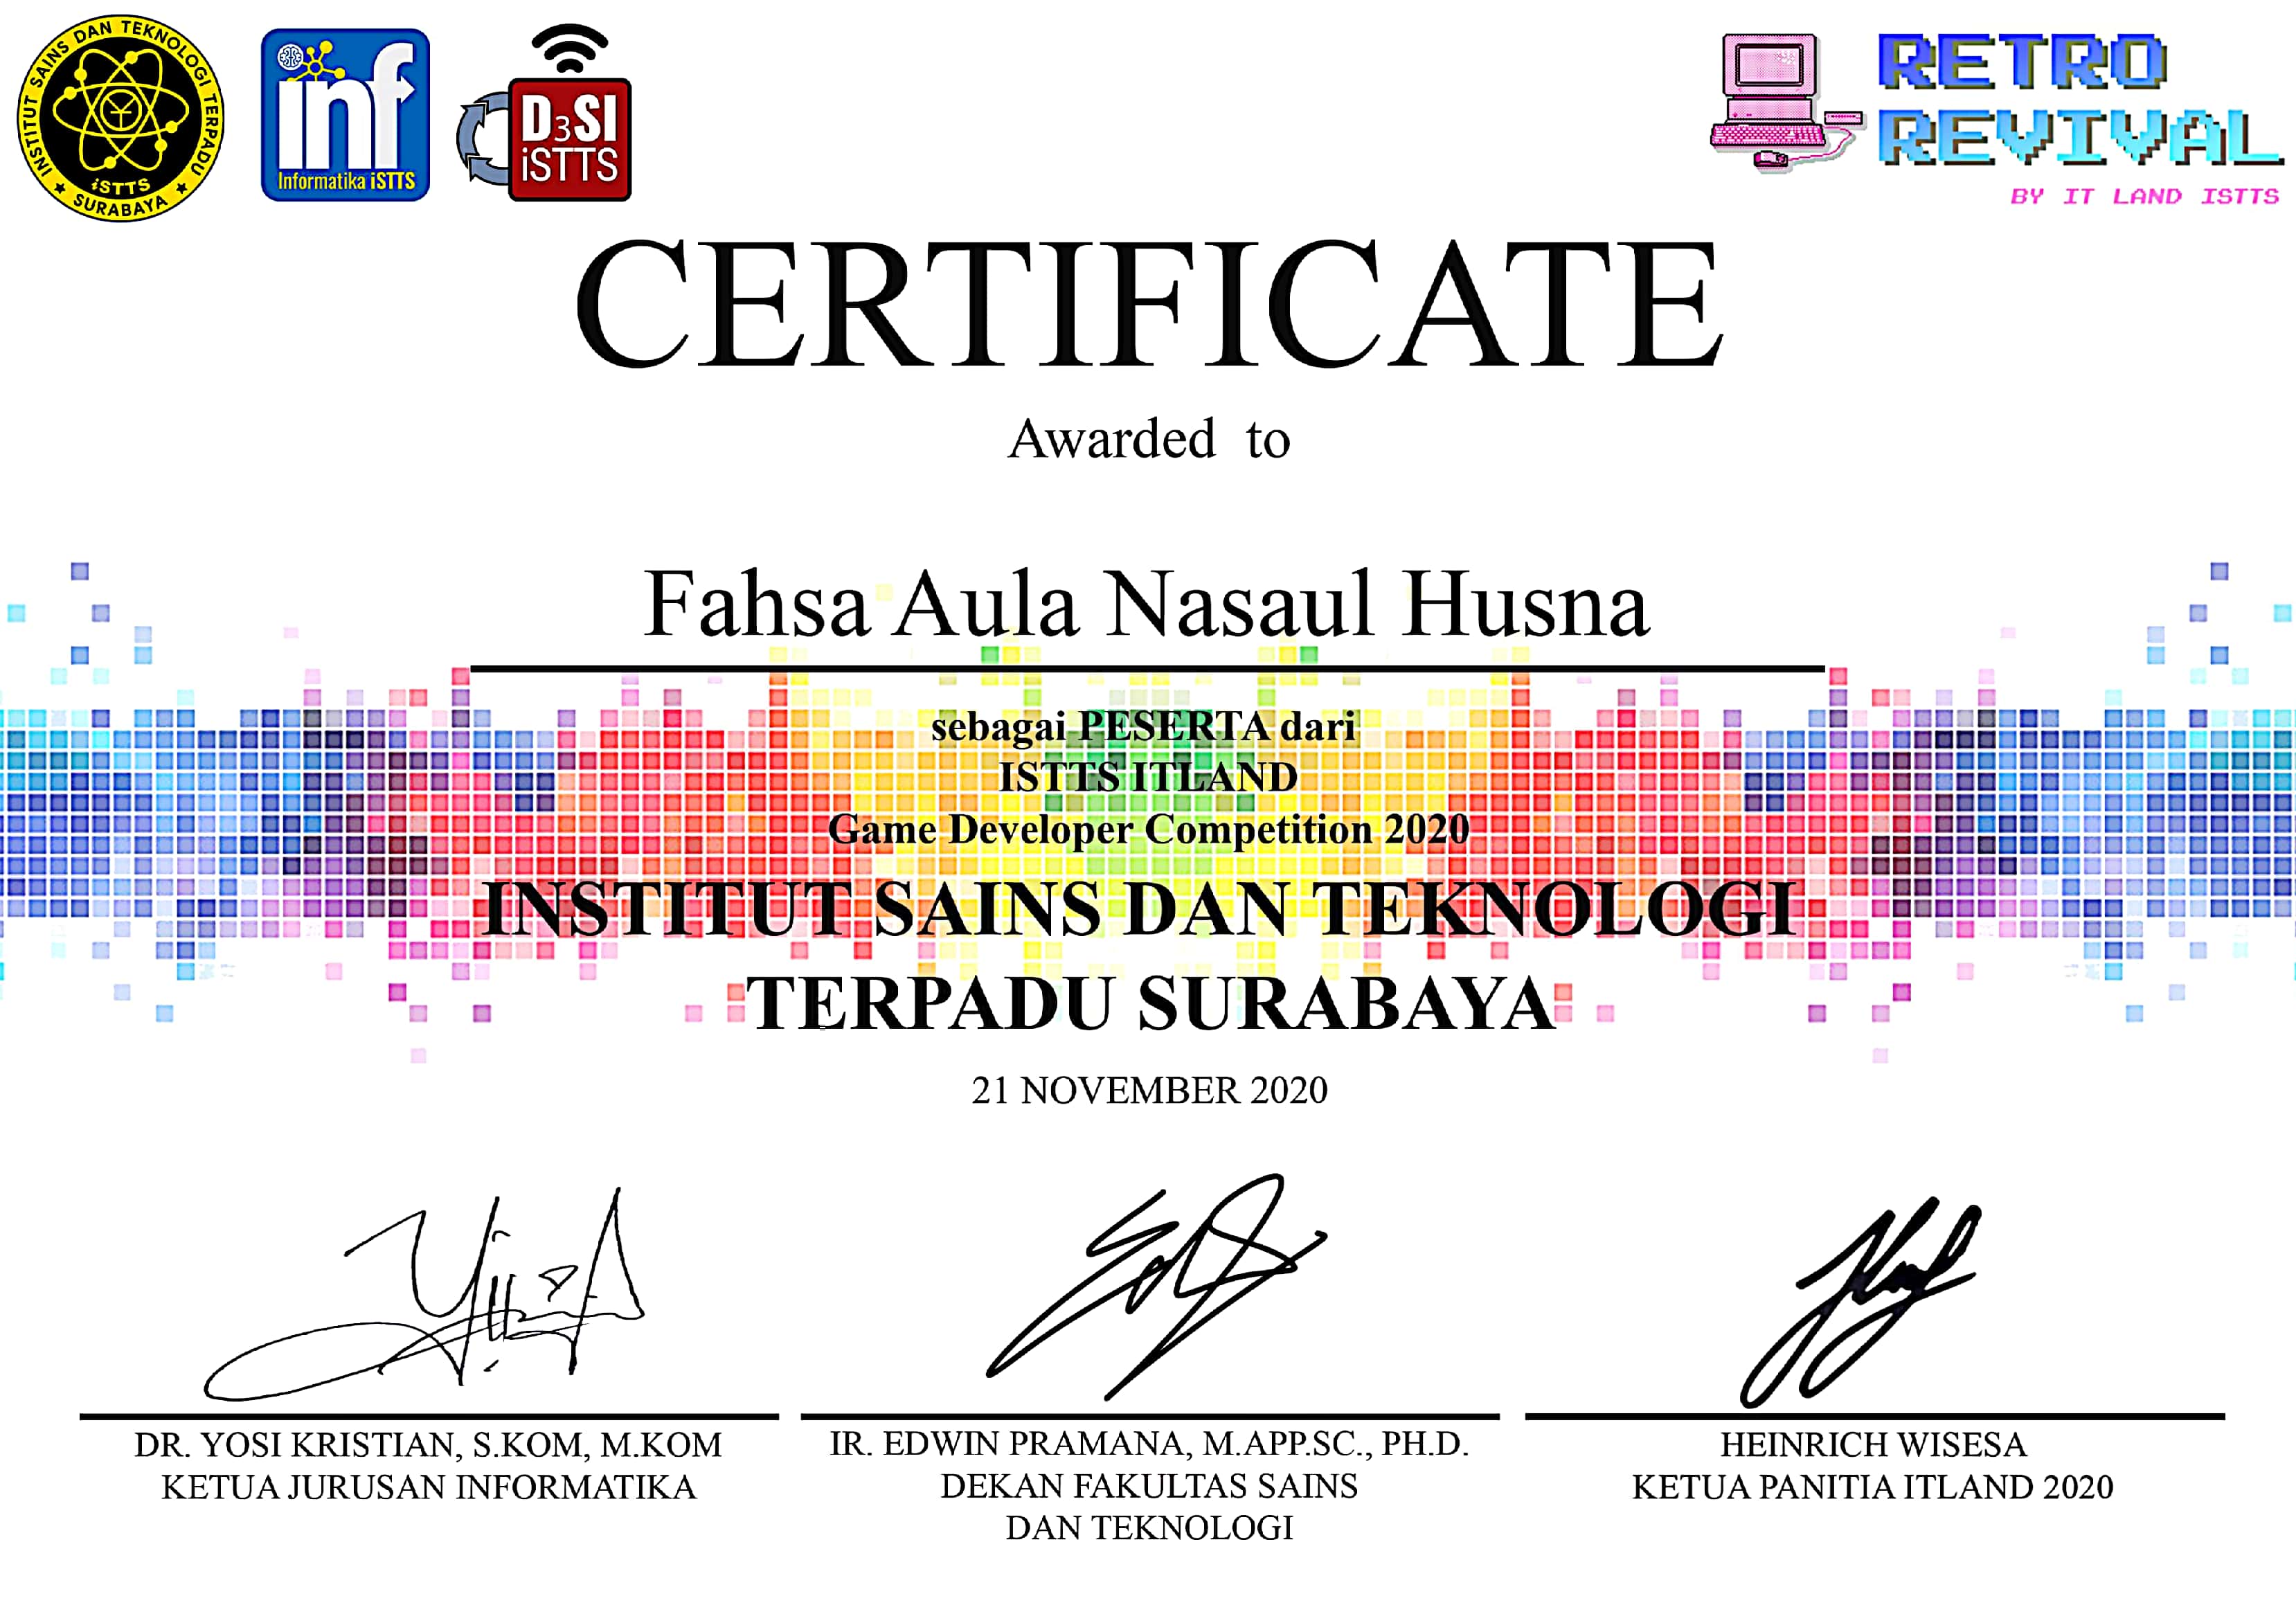 INSTITUT SAINS DAN TEKNOLOGI TERPADU
iSTTS
★ SURABAYA ★
inf
Informatika iSTTS
D3SI
iSTTS
RETRO
REVIVAL
BY IT LAND ISTTS
CERTIFICATE
Awarded to
Fahsa Aula Nasaul Husna
sebagai PESERTA dari
ISTTS ITLAND
Game Developer Competition 2020
INSTITUT SAINS DAN TEKNOLOGI
TERPADU SURABAYA
21 NOVEMBER 2020
DR. YOSI KRISTIAN, S.KOM, M.KOM
KETUA JURUSAN INFORMATIKA
IR. EDWIN PRAMANA, M.APP.SC., PH.D.
DEKAN FAKULTAS SAINS
DAN TEKNOLOGI
HEINRICH WISESA
KETUA PANITIA ITLAND 2020